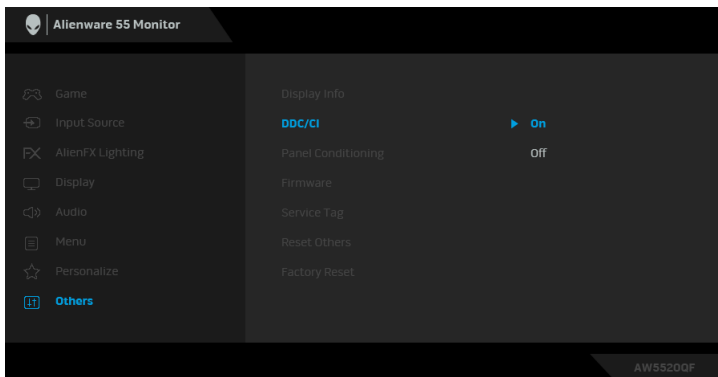 Alienware 55 Monitor
Game
Input Source
FX AlienFX Lighting
Display
Audio
Menu
Personalize
Others
Display Info
DDC/CI
On
Panel Conditioning
Off
Firmware
Service Tag
Reset Others
Factory Reset
AW5520QF